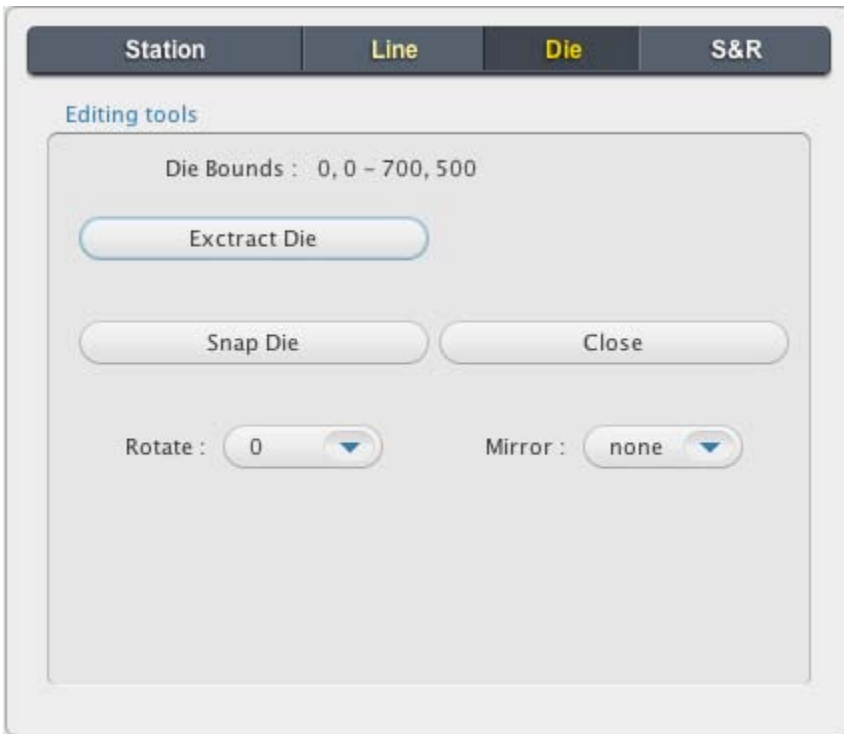 Station Line Die S&R
Editing tools
Die Bounds : 0, 0 – 700, 500
Exctract Die
Snap Die Close
Rotate : 0 Mirror : none